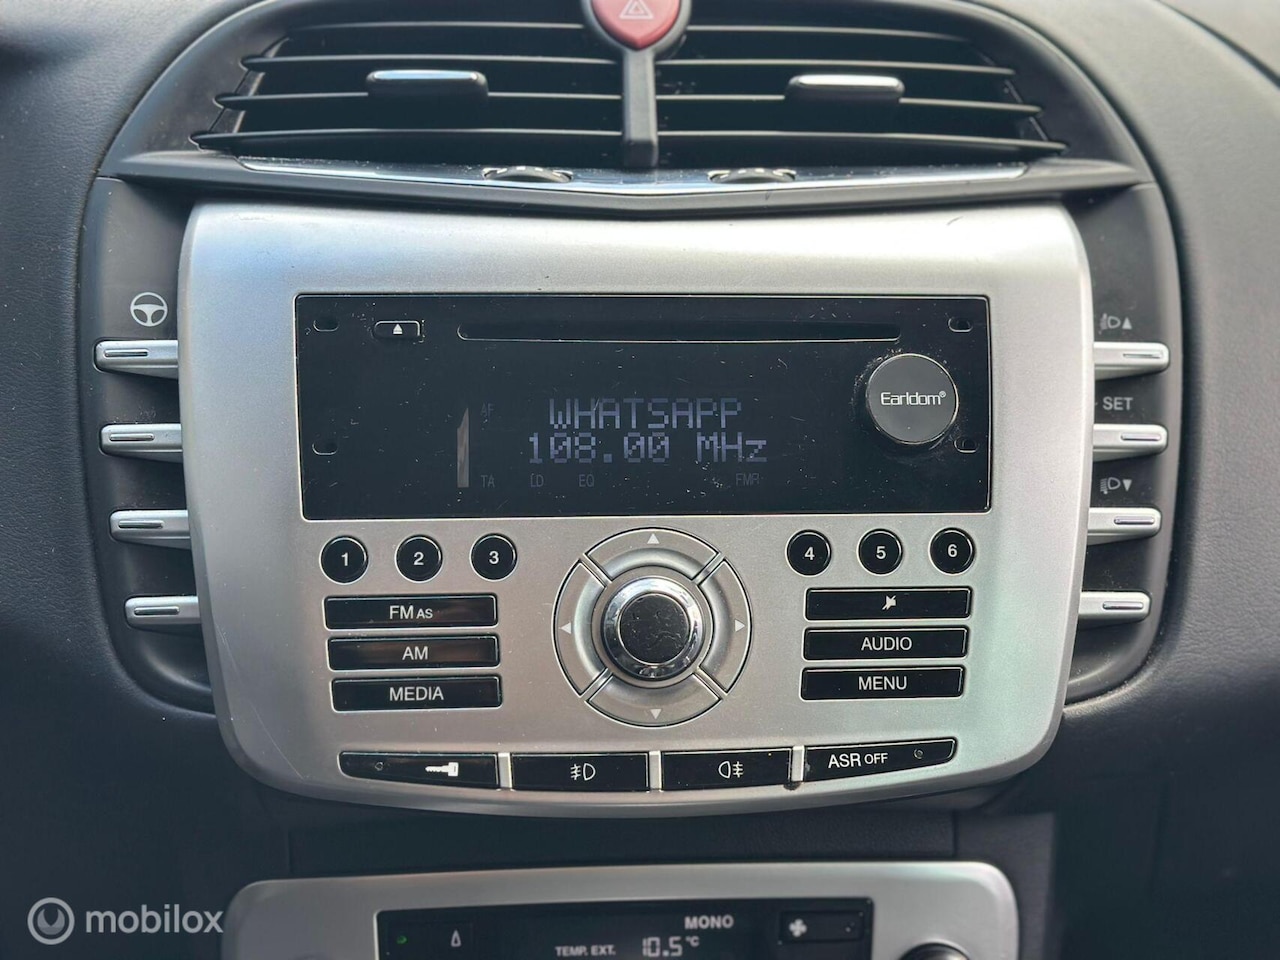 Earldom®
AF
WHATSAPP
108.00 MHz
TA LD EQ FMR
SET
1 2 3 4 5 6
FM AS
AM
MEDIA
AUDIO
MENU
ASR OFF
MONO
TEMP. EXT. 10.5 °C
mobilox